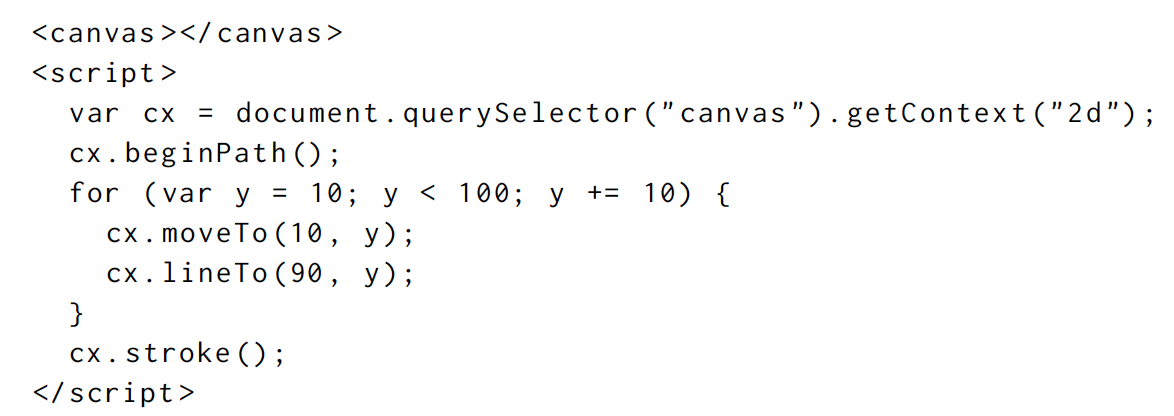 <canvas></canvas>
<script>
  var cx = document.querySelector("canvas").getContext("2d");
  cx.beginPath();
  for (var y = 10; y < 100; y += 10) {
    cx.moveTo(10, y);
    cx.lineTo(90, y);
  }
  cx.stroke();
</script>